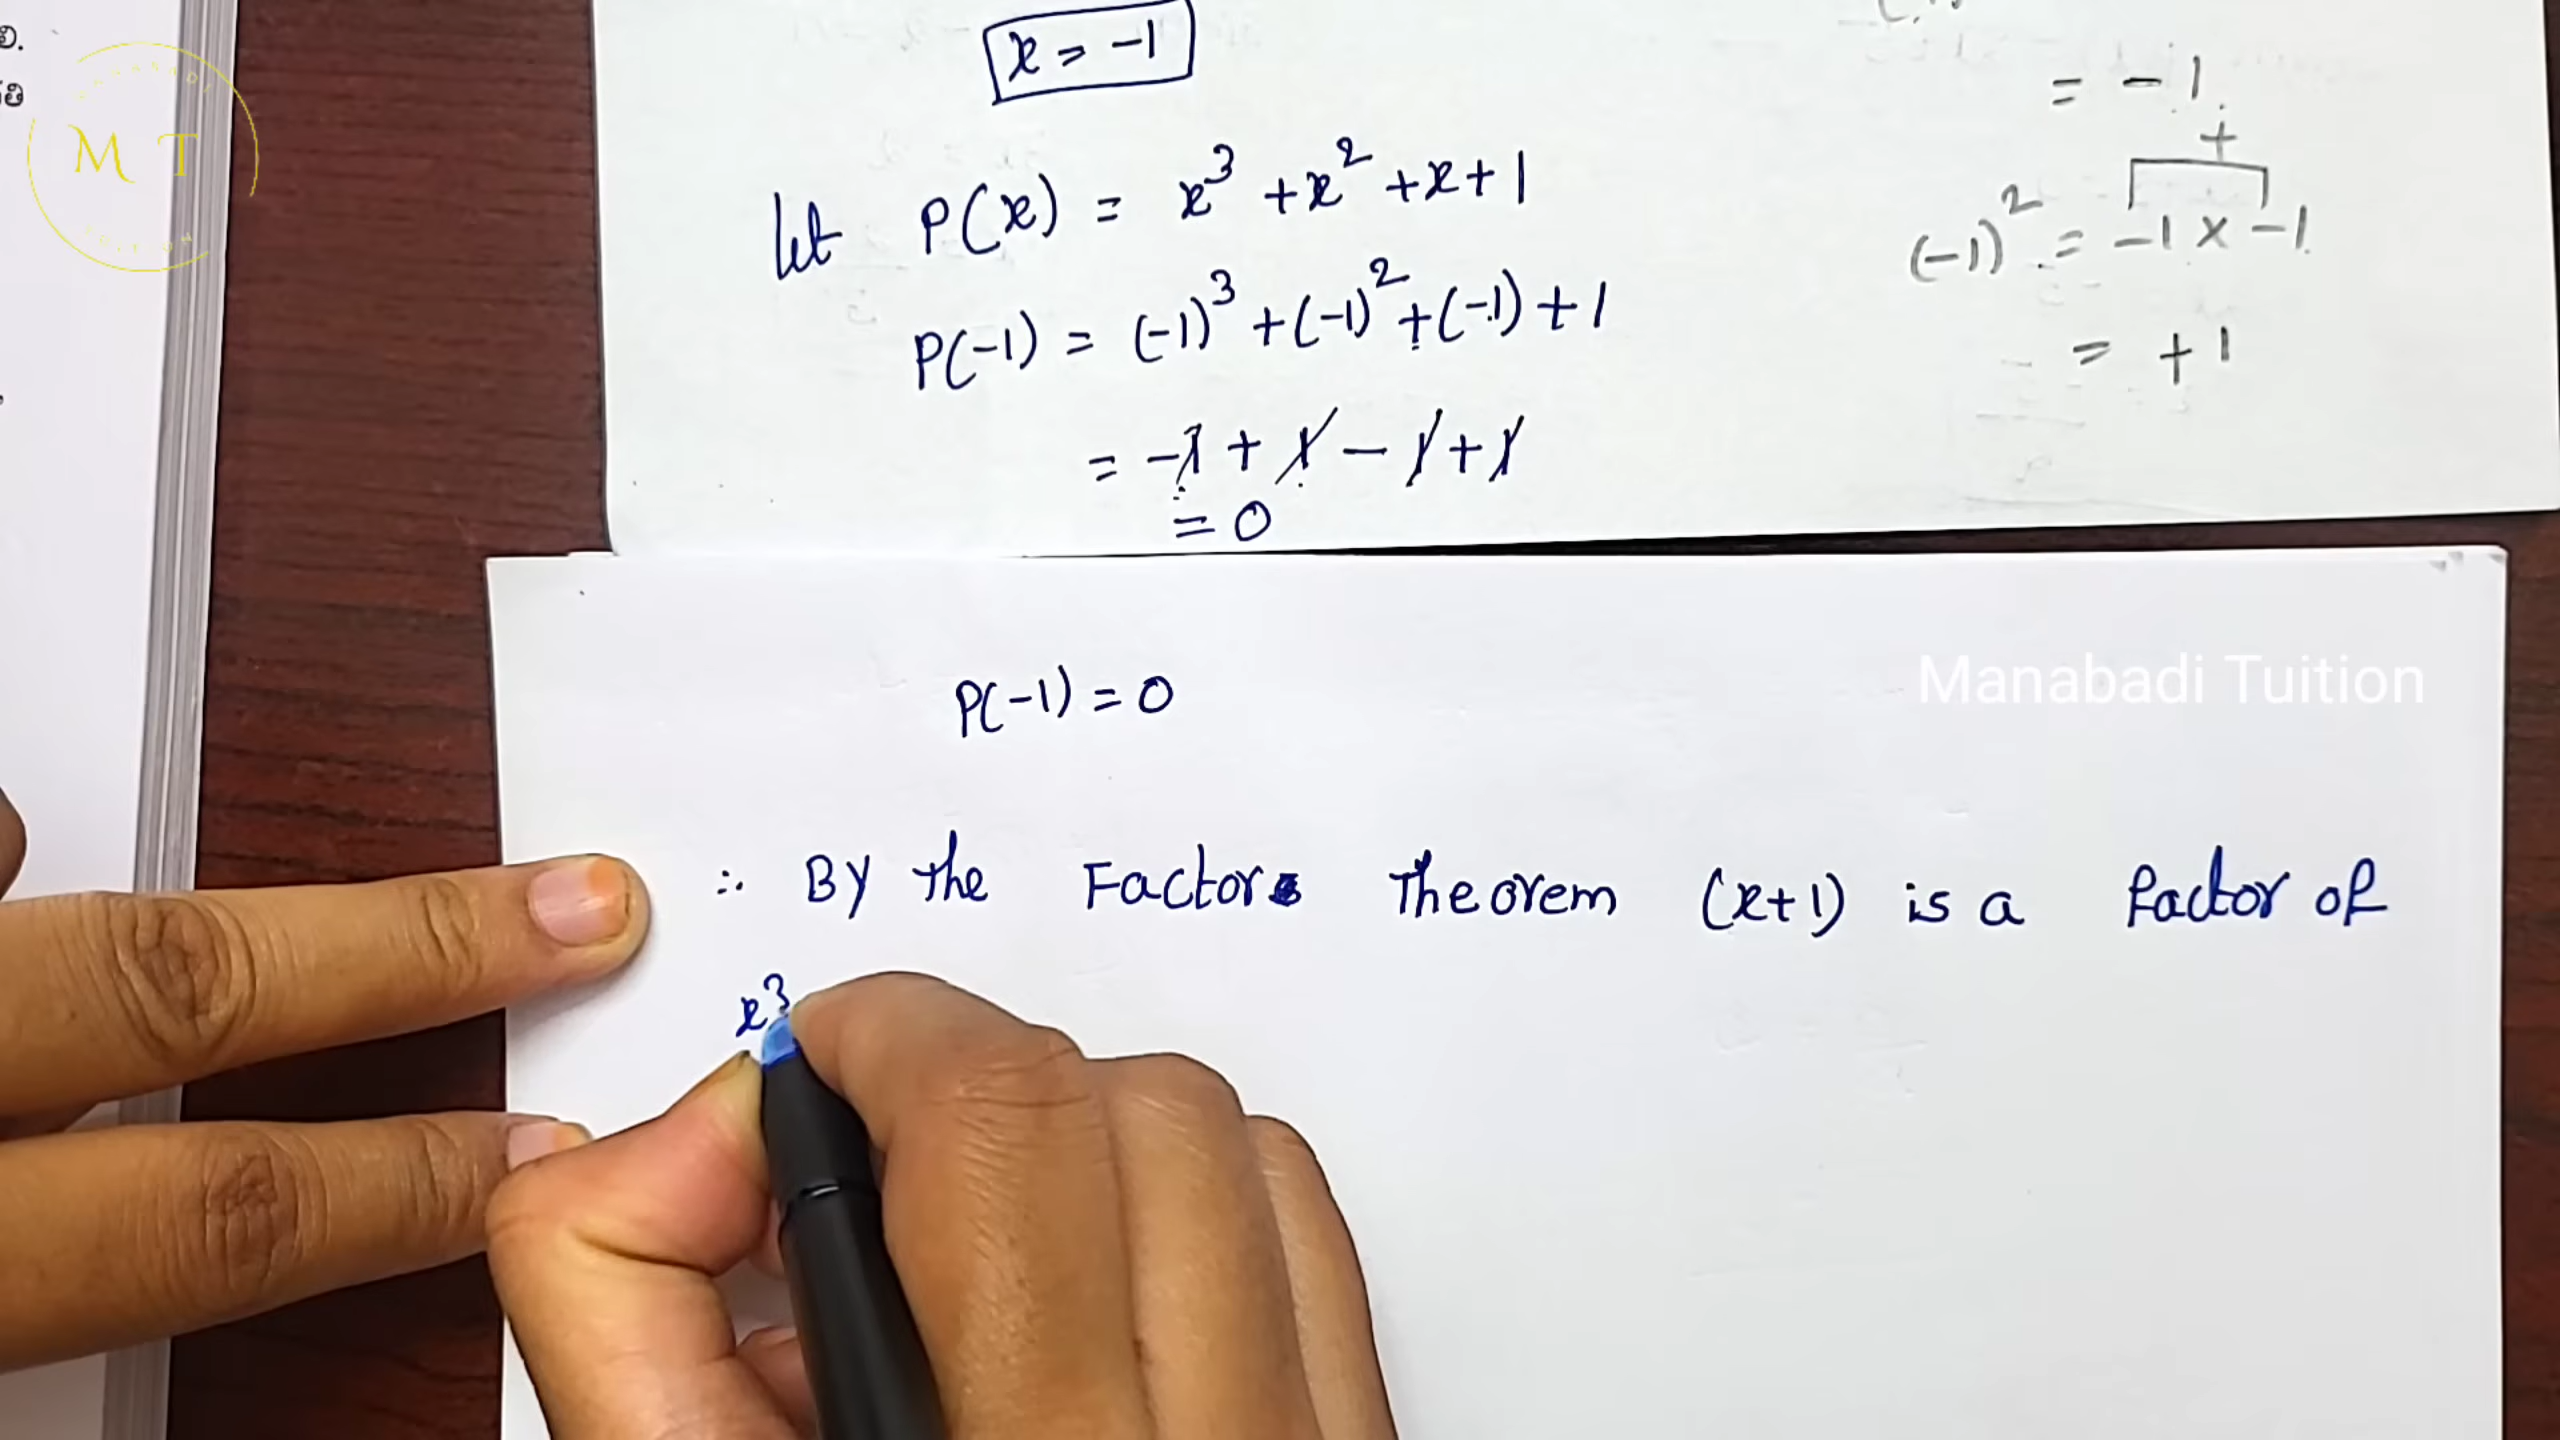 x = -1
let P(x) = x³ + x² + x + 1
P(-1) = (-1)³ + (-1)² + (-1) + 1
= -1 + 1 - 1 + 1
= 0
= -1
+
(-1)² = -1 × -1
= +1
P(-1) = 0
∴ By the Factor Theorem (x+1) is a factor of
x³
M T
Manabadi Tuition